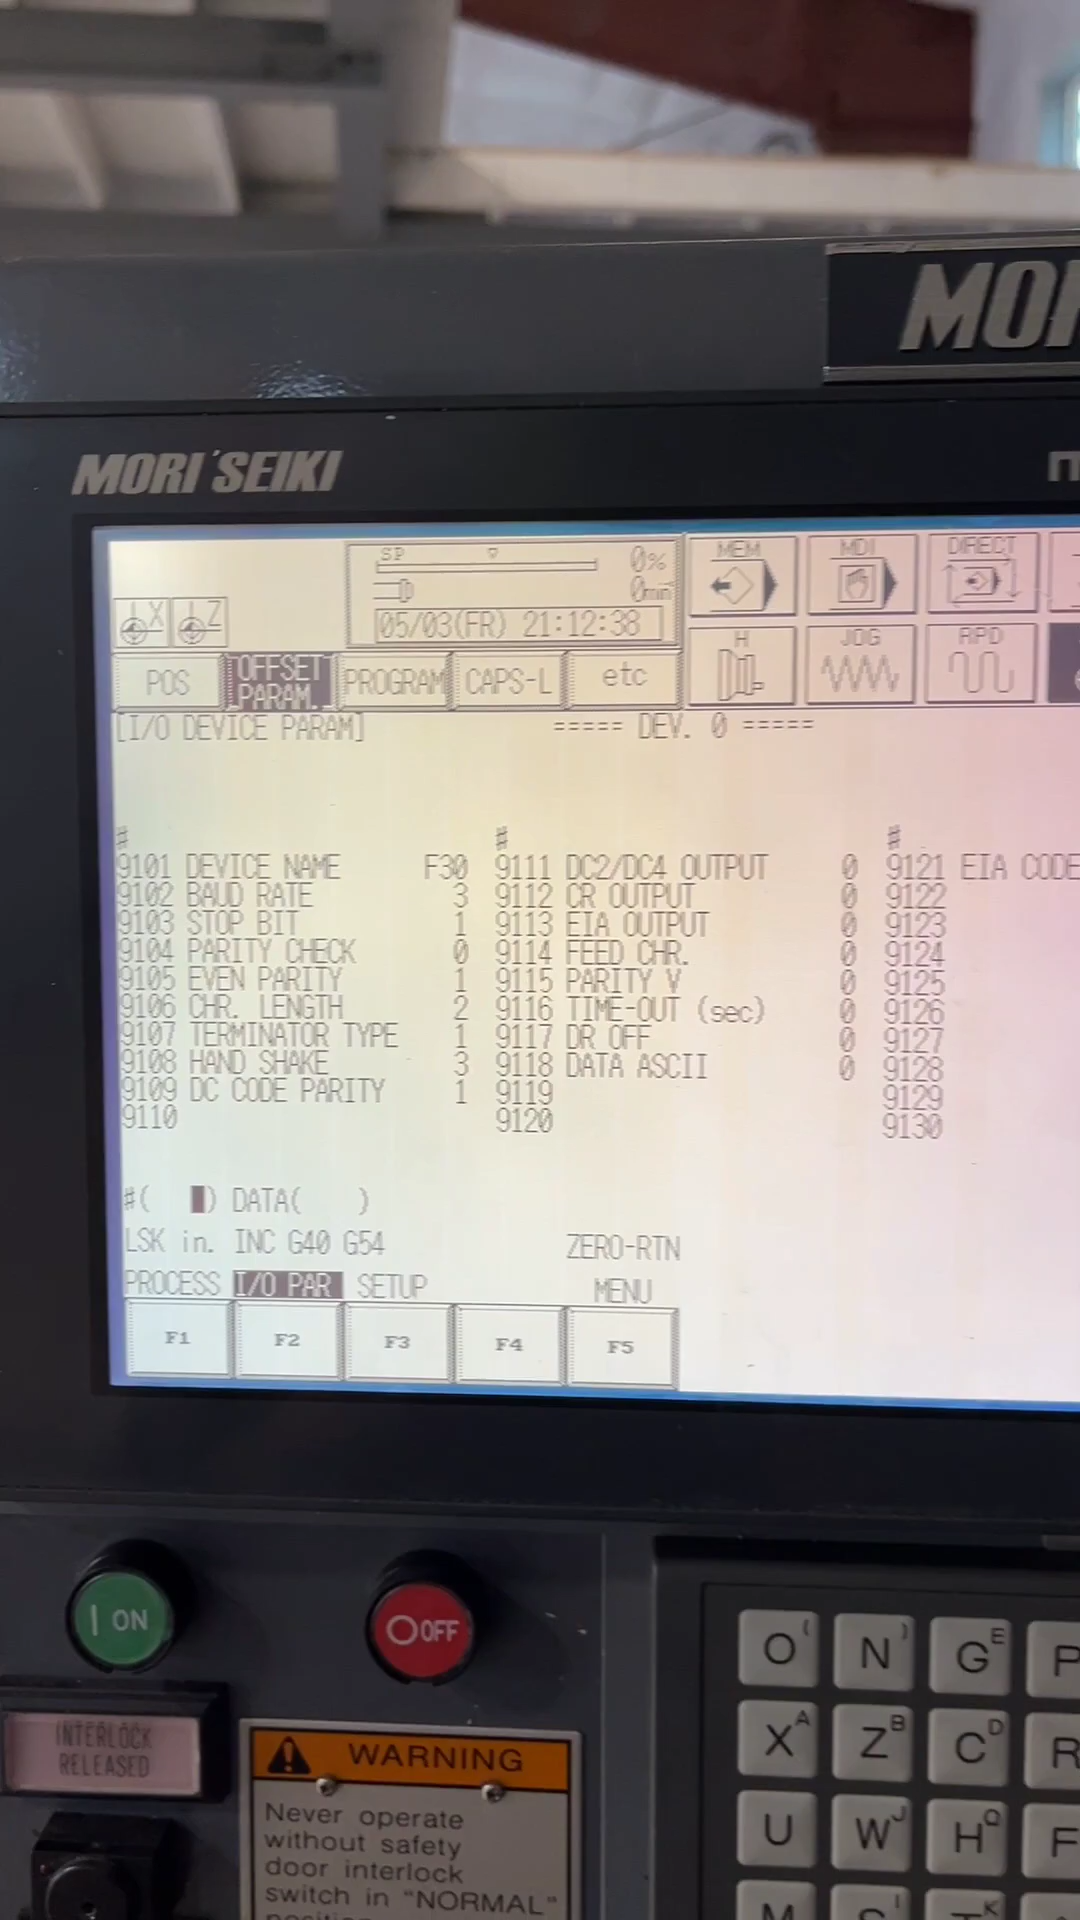 MORI
MORI SEIKI
SP 0%
0min
05/03(FR) 21:12:38
MEM MDI DIRECT
X Z
H JOG RPD
POS OFFSET PARAM. PROGRAM CAPS-L etc
[I/O DEVICE PARAM] ===== DEV. 0 =====
# # #
9101 DEVICE NAME F30 9111 DC2/DC4 OUTPUT 0 9121 EIA CODE
9102 BAUD RATE 3 9112 CR OUTPUT 0 9122
9103 STOP BIT 1 9113 EIA OUTPUT 0 9123
9104 PARITY CHECK 0 9114 FEED CHR. 0 9124
9105 EVEN PARITY 1 9115 PARITY V 0 9125
9106 CHR. LENGTH 2 9116 TIME-OUT (sec) 0 9126
9107 TERMINATOR TYPE 1 9117 DR OFF 0 9127
9108 HAND SHAKE 3 9118 DATA ASCII 0 9128
9109 DC CODE PARITY 1 9119 9129
9110 9120 9130
#( ) DATA( )
LSK in. INC G40 G54 ZERO-RTN
PROCESS I/O PAR SETUP MENU
F1 F2 F3 F4 F5
I ON
O OFF
INTERLOCK
RELEASED
WARNING
Never operate
without safety
door interlock
switch in "NORMAL"
O ( N ) G E P
X A Z B C D R
U W J H Q F